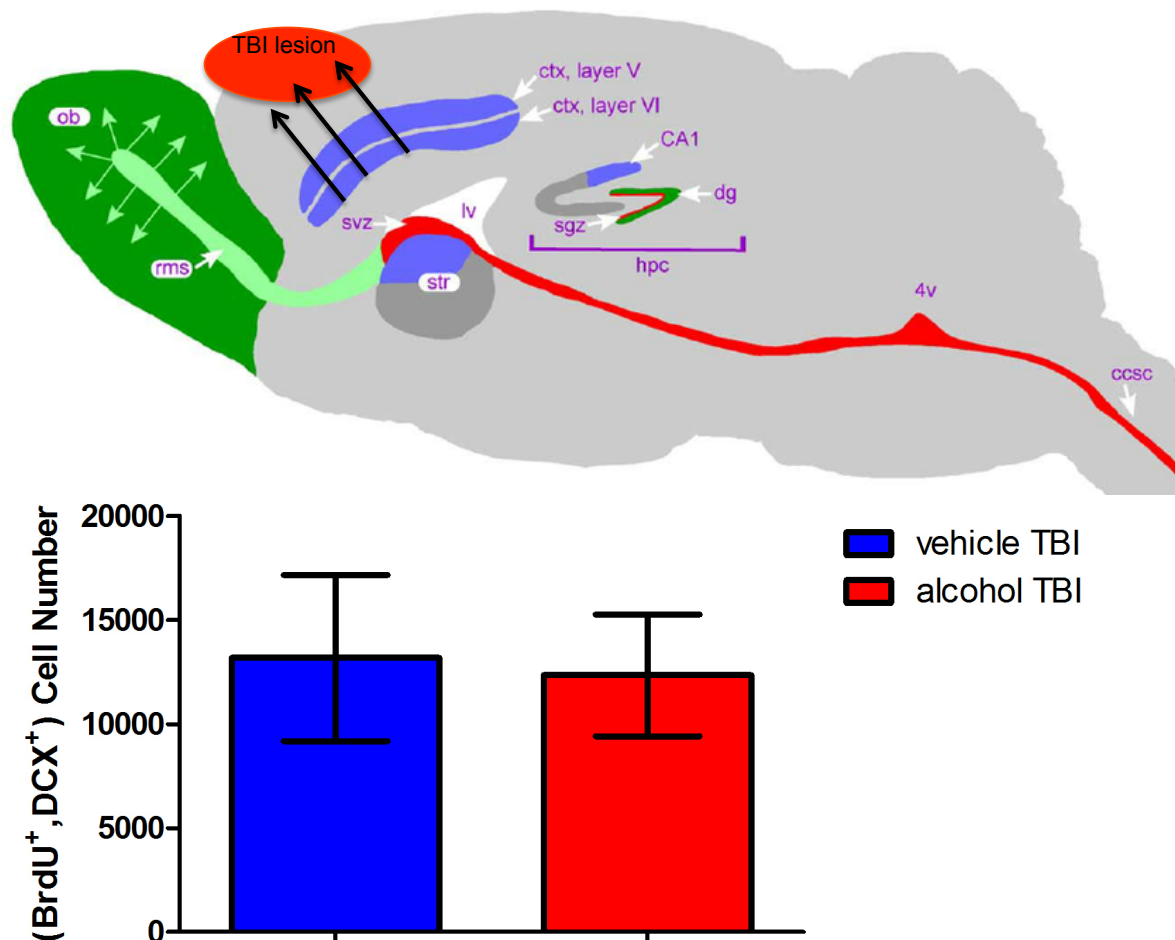 TBI lesion
ctx, layer V
ctx, layer VI
ob
CA1
dg
svz
lv
sgz
rms
hpc
str
4v
ccsc
(BrdU⁺,DCX⁺) Cell Number
20000
15000
10000
5000
0
vehicle TBI
alcohol TBI